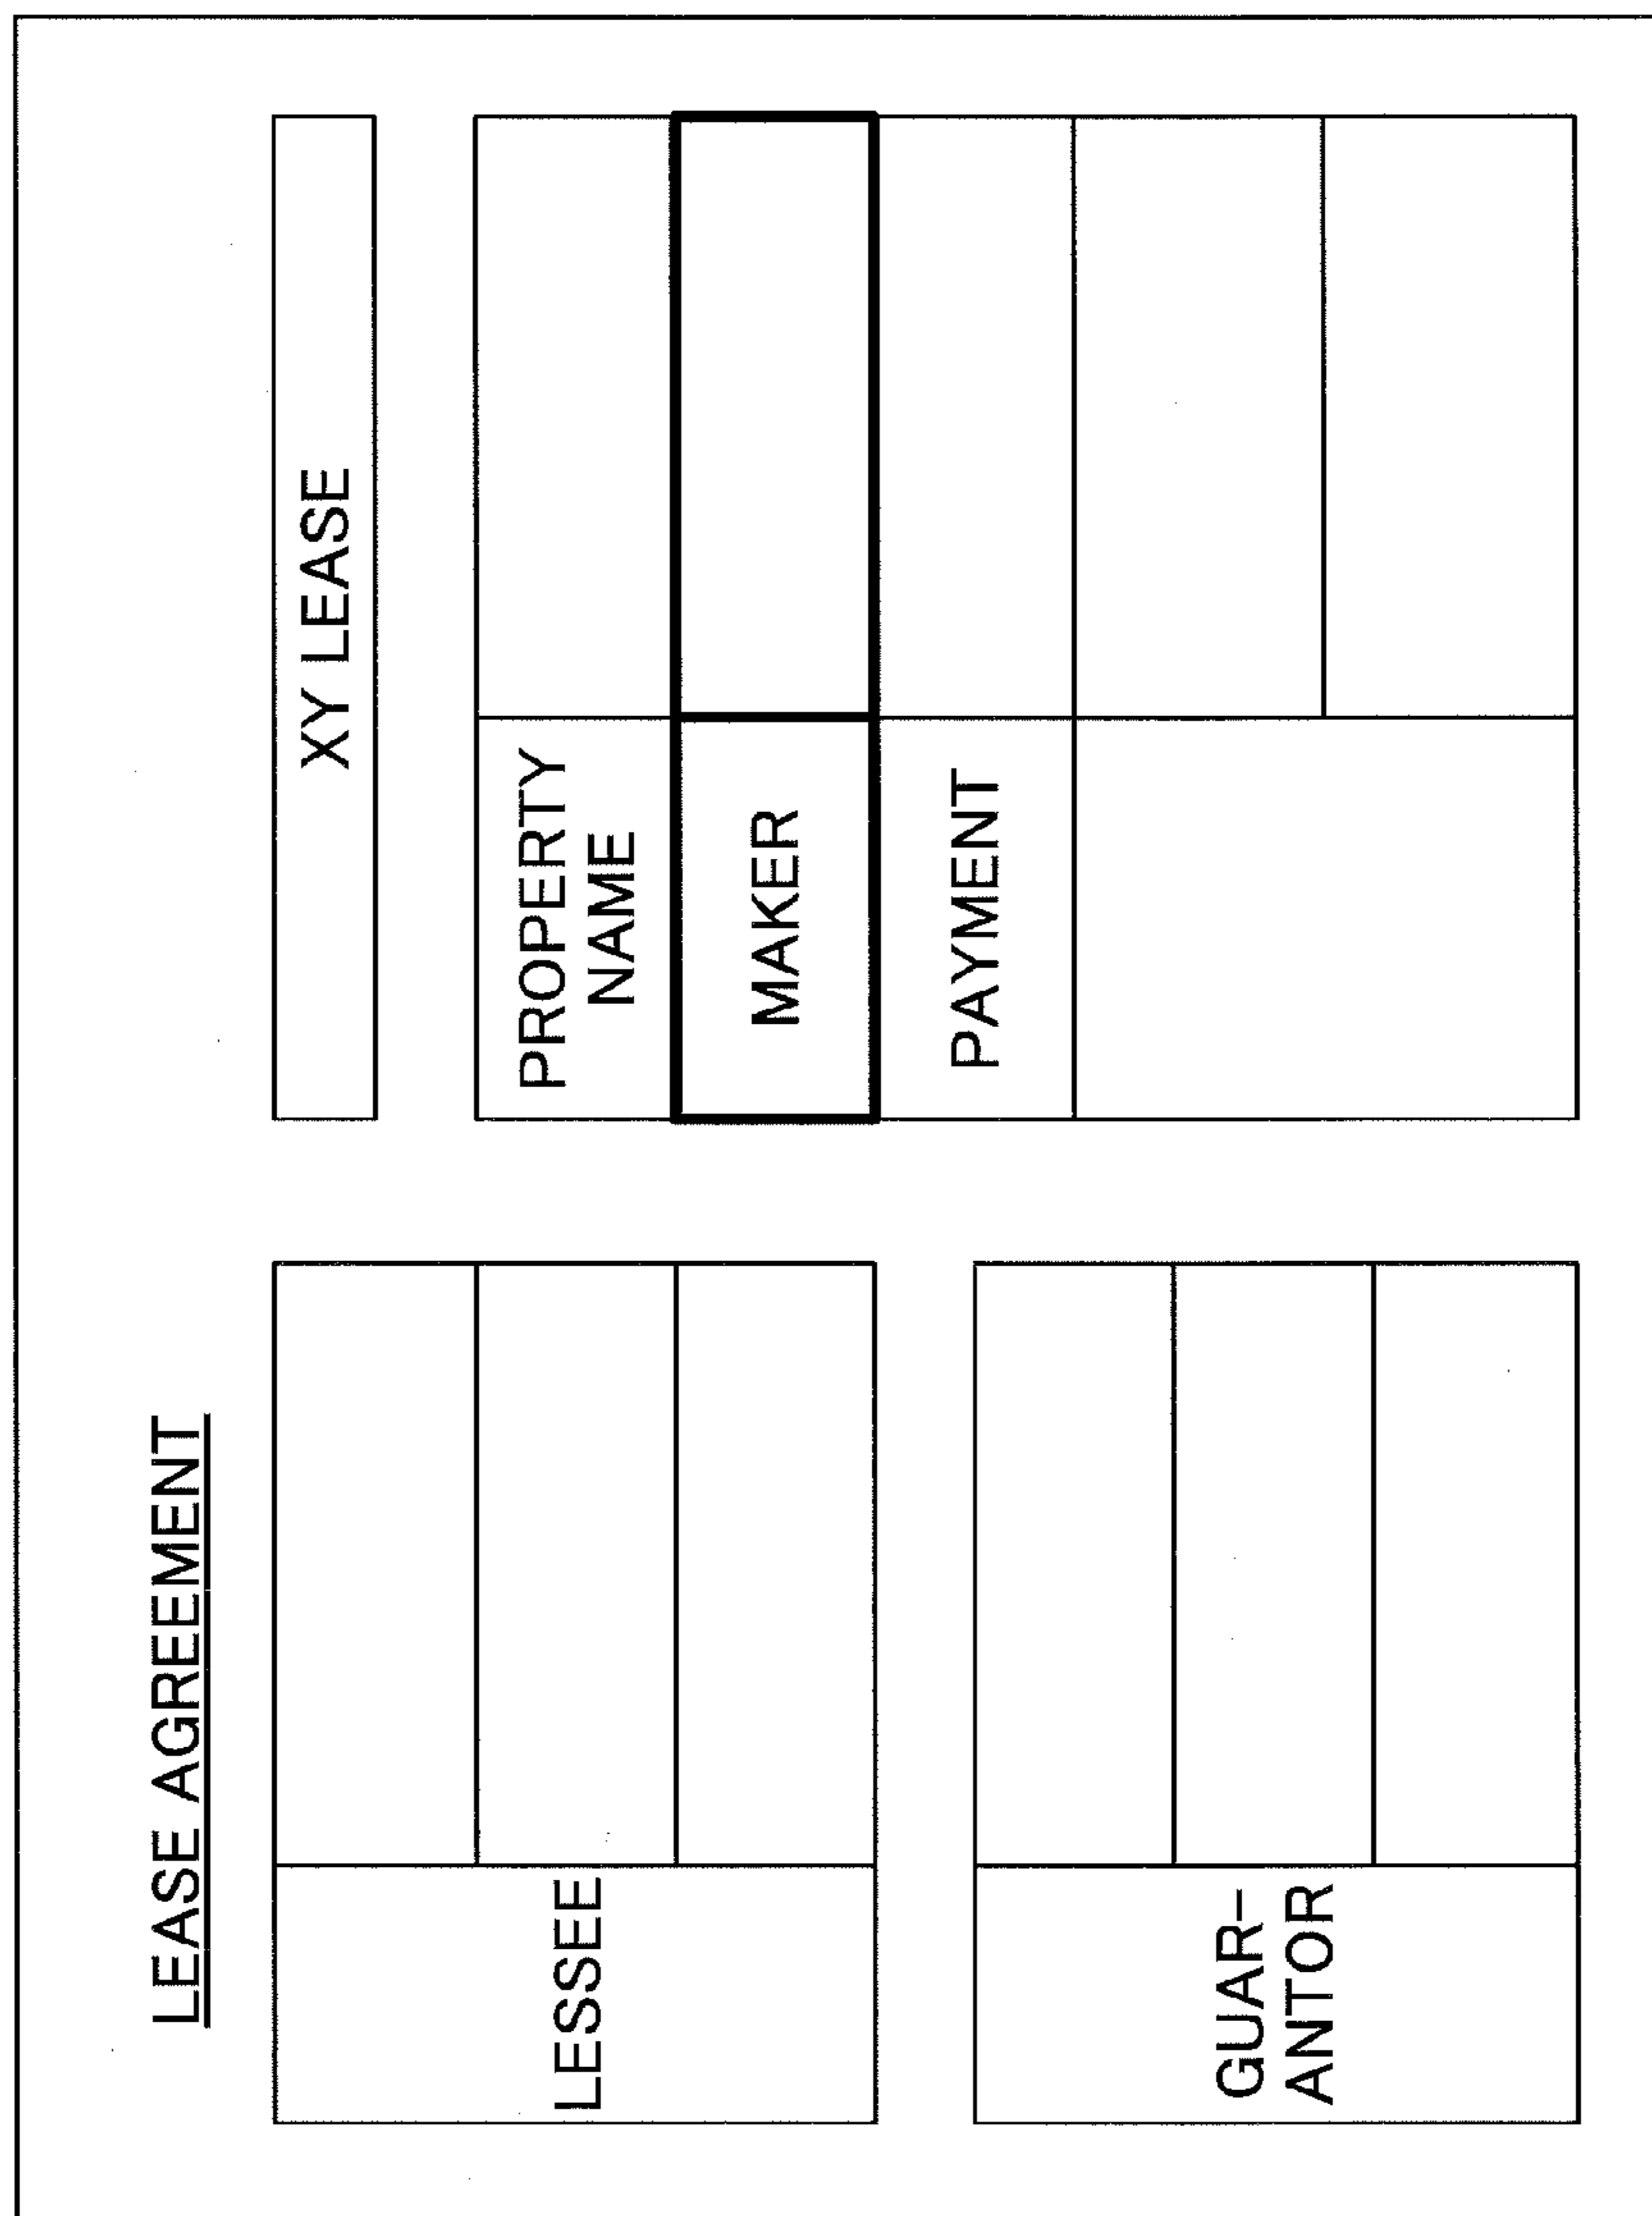 LEASE AGREEMENT
LESSEE
GUAR–
ANTOR
XY LEASE
PROPERTY
NAME
MAKER
PAYMENT